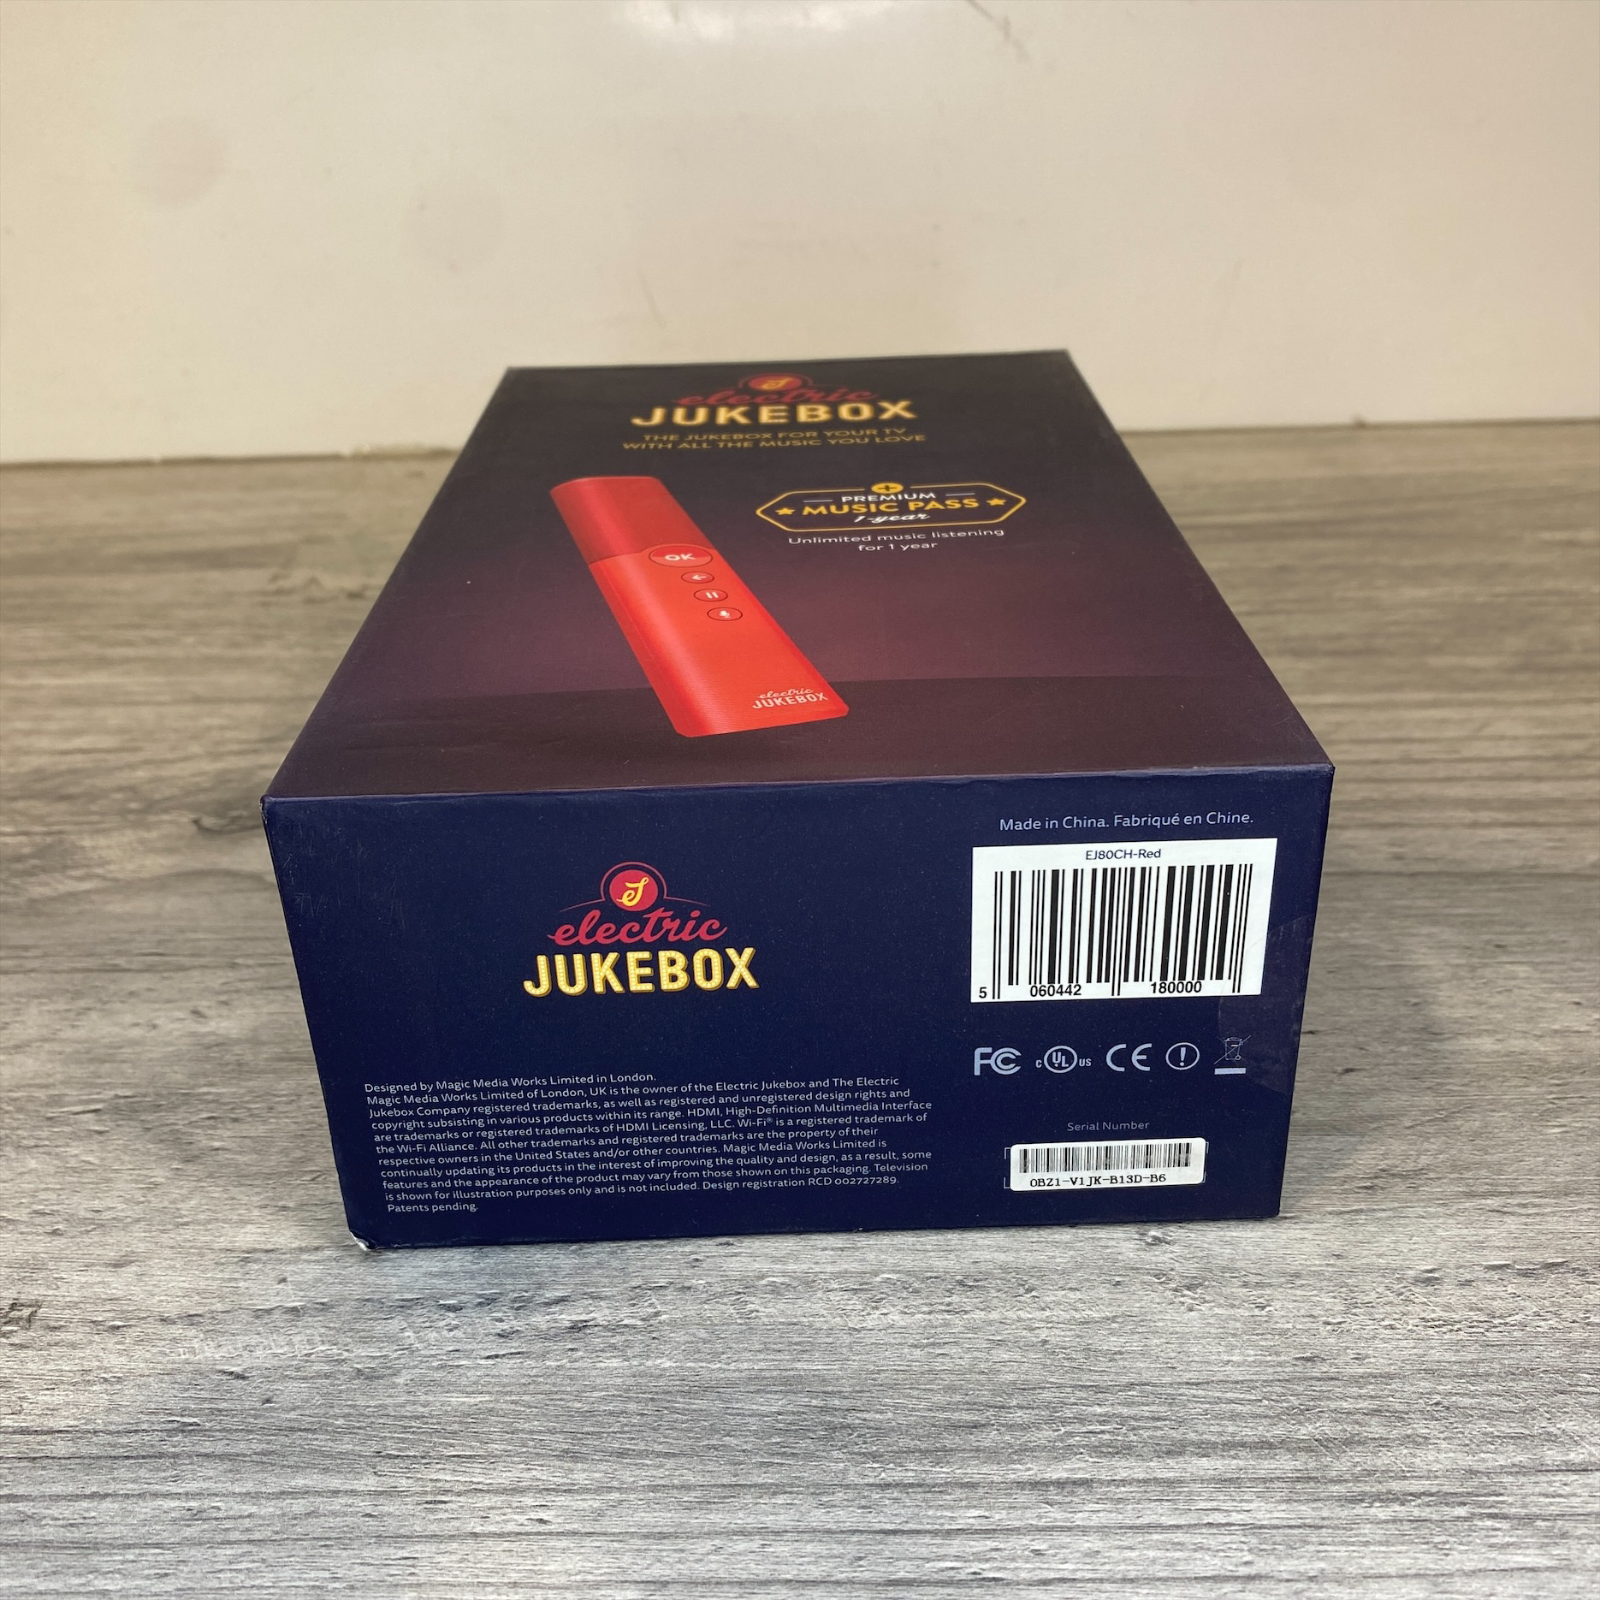 electric
JUKEBOX
THE JUKEBOX FOR YOUR TV
WITH ALL THE MUSIC YOU LOVE
PREMIUM
MUSIC PASS
1-year
Unlimited music listening
for 1 year
OK
electric
JUKEBOX
Made in China. Fabriqué en Chine.
EJ80CH-Red
5 060442 180000
electric
JUKEBOX
FC c UL us CE
Designed by Magic Media Works Limited in London.
Magic Media Works Limited of London, UK is the owner of the Electric Jukebox and The Electric
Jukebox Company registered trademarks, as well as registered and unregistered design rights and
copyright subsisting in various products within its range. HDMI, High-Definition Multimedia Interface
are trademarks or registered trademarks of HDMI Licensing, LLC. Wi-Fi® is a registered trademark of
the Wi-Fi Alliance. All other trademarks and registered trademarks are the property of their
respective owners in the United States and/or other countries. Magic Media Works Limited is
continually updating its products in the interest of improving the quality and design, as a result, some
features and the appearance of the product may vary from those shown on this packaging. Television
is shown for illustration purposes only and is not included. Design registration RCD 002727289.
Patents pending.
Serial Number
0BZ1-V1JK-B13D-B6